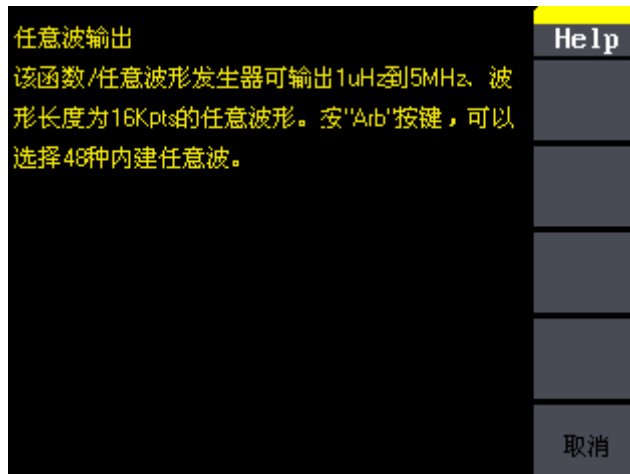 任意波输出
Help
该函数/任意波形发生器可输出1uHz到5MHz、波
形长度为16Kpts的任意波形。按"Arb"按键，可以
选择48种内建任意波。
取消